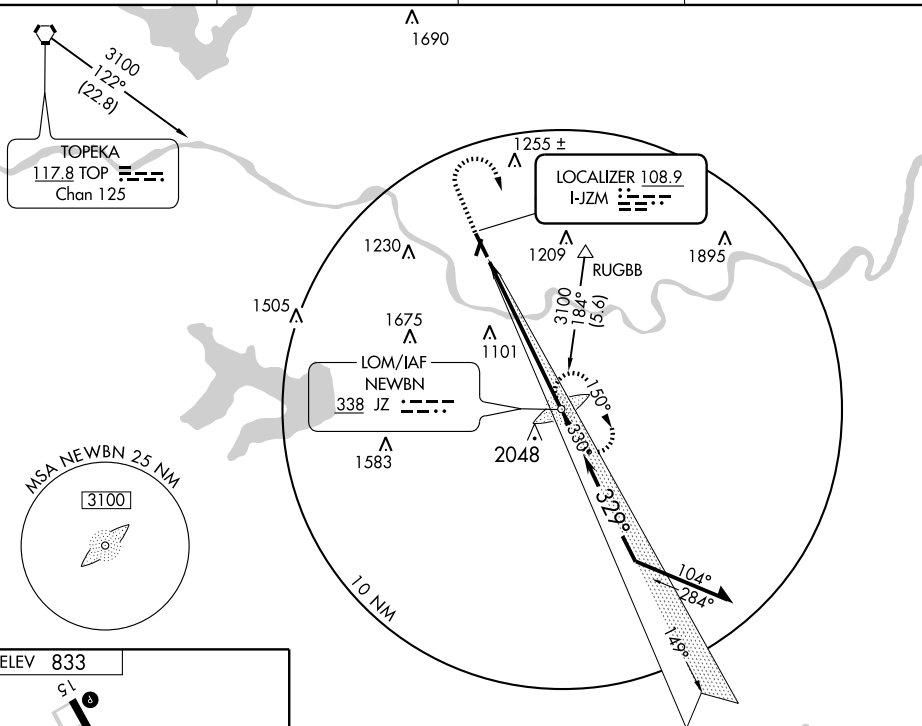 1690
3100
122°
(22.8)
TOPEKA
117.8 TOP
Chan 125
1255 ±
LOCALIZER 108.9
I-JZM
1230
1209
1895
RUGBB
3100
184°
(5.6)
1505
1675
1101
LOM/IAF
NEWBN
338 JZ
150°
330°
1583
2048
MSA NEWBN 25 NM
3100
329°
104°
284°
10 NM
149°
ELEV 833
15
P